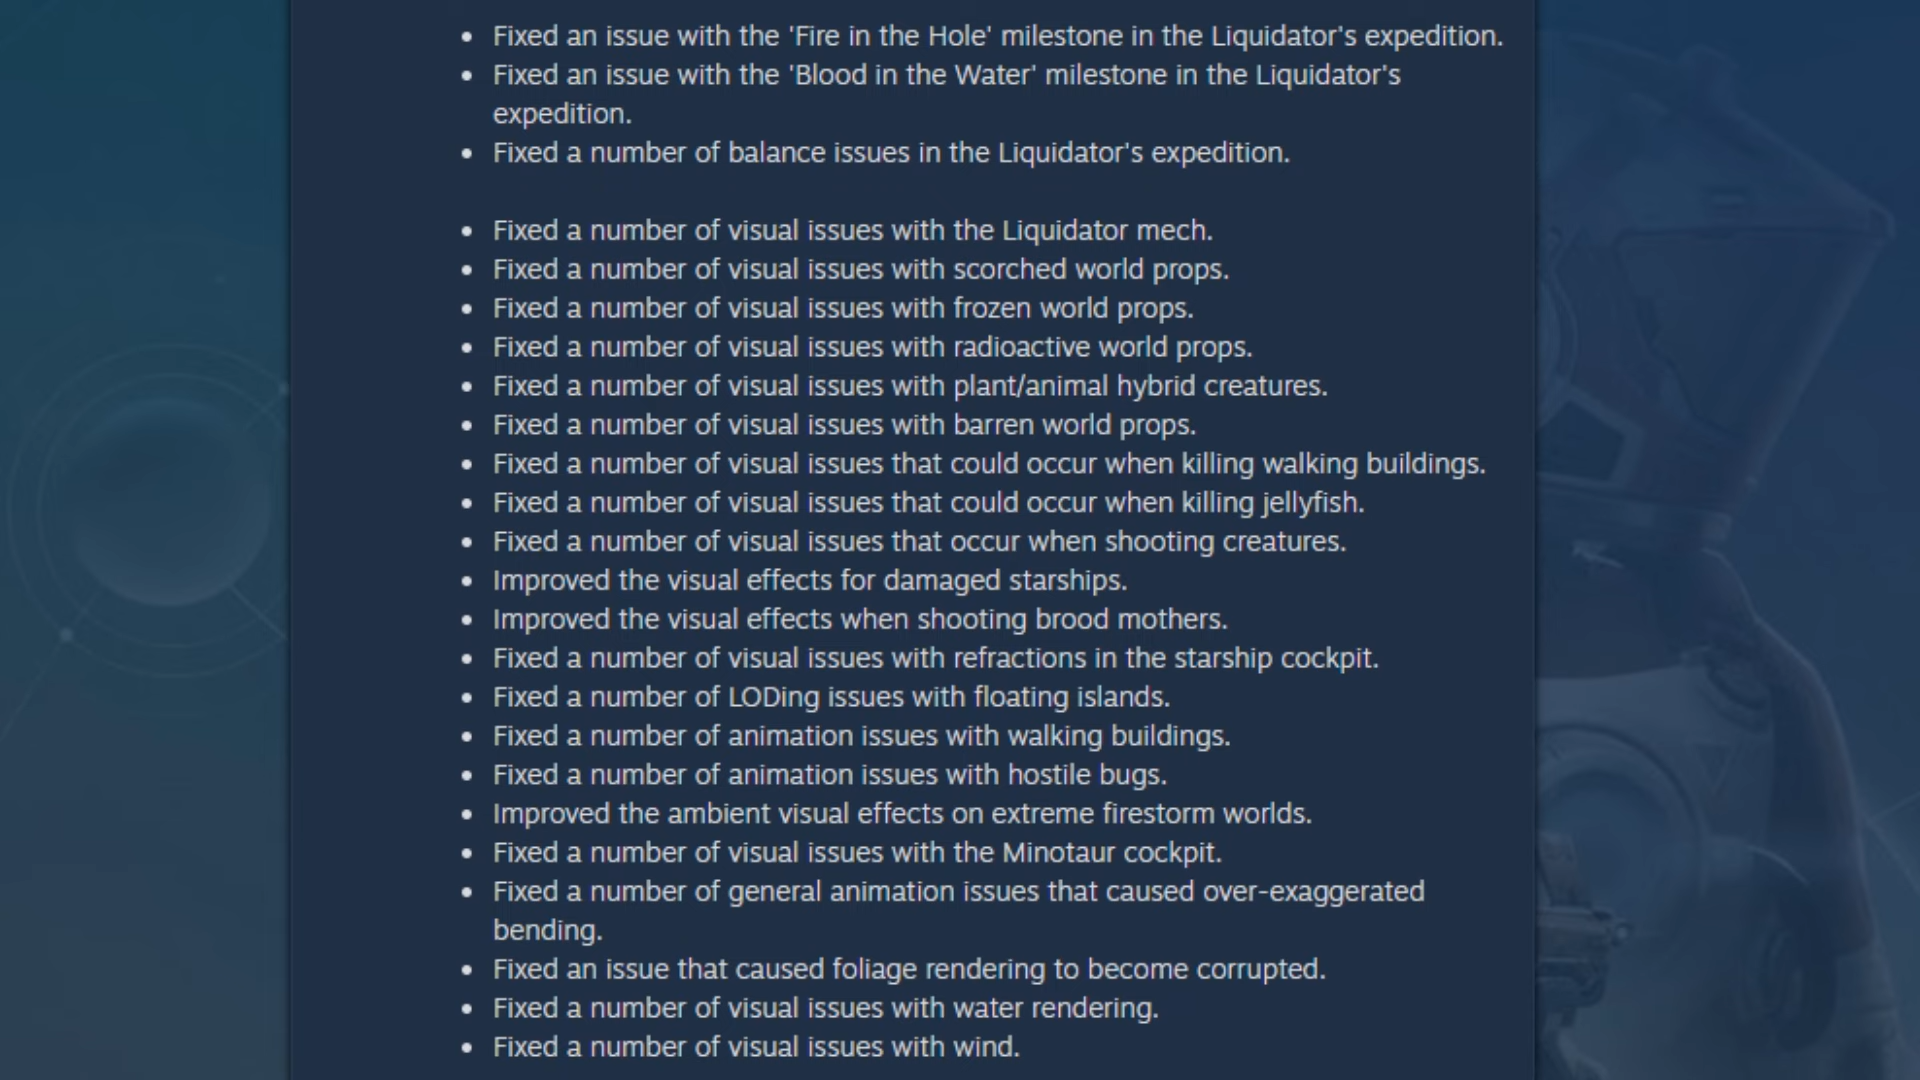 • Fixed an issue with the 'Fire in the Hole' milestone in the Liquidator's expedition.
• Fixed an issue with the 'Blood in the Water' milestone in the Liquidator's
expedition.
• Fixed a number of balance issues in the Liquidator's expedition.
• Fixed a number of visual issues with the Liquidator mech.
• Fixed a number of visual issues with scorched world props.
• Fixed a number of visual issues with frozen world props.
• Fixed a number of visual issues with radioactive world props.
• Fixed a number of visual issues with plant/animal hybrid creatures.
• Fixed a number of visual issues with barren world props.
• Fixed a number of visual issues that could occur when killing walking buildings.
• Fixed a number of visual issues that could occur when killing jellyfish.
• Fixed a number of visual issues that occur when shooting creatures.
• Improved the visual effects for damaged starships.
• Improved the visual effects when shooting brood mothers.
• Fixed a number of visual issues with refractions in the starship cockpit.
• Fixed a number of LODing issues with floating islands.
• Fixed a number of animation issues with walking buildings.
• Fixed a number of animation issues with hostile bugs.
• Improved the ambient visual effects on extreme firestorm worlds.
• Fixed a number of visual issues with the Minotaur cockpit.
• Fixed a number of general animation issues that caused over-exaggerated
bending.
• Fixed an issue that caused foliage rendering to become corrupted.
• Fixed a number of visual issues with water rendering.
• Fixed a number of visual issues with wind.